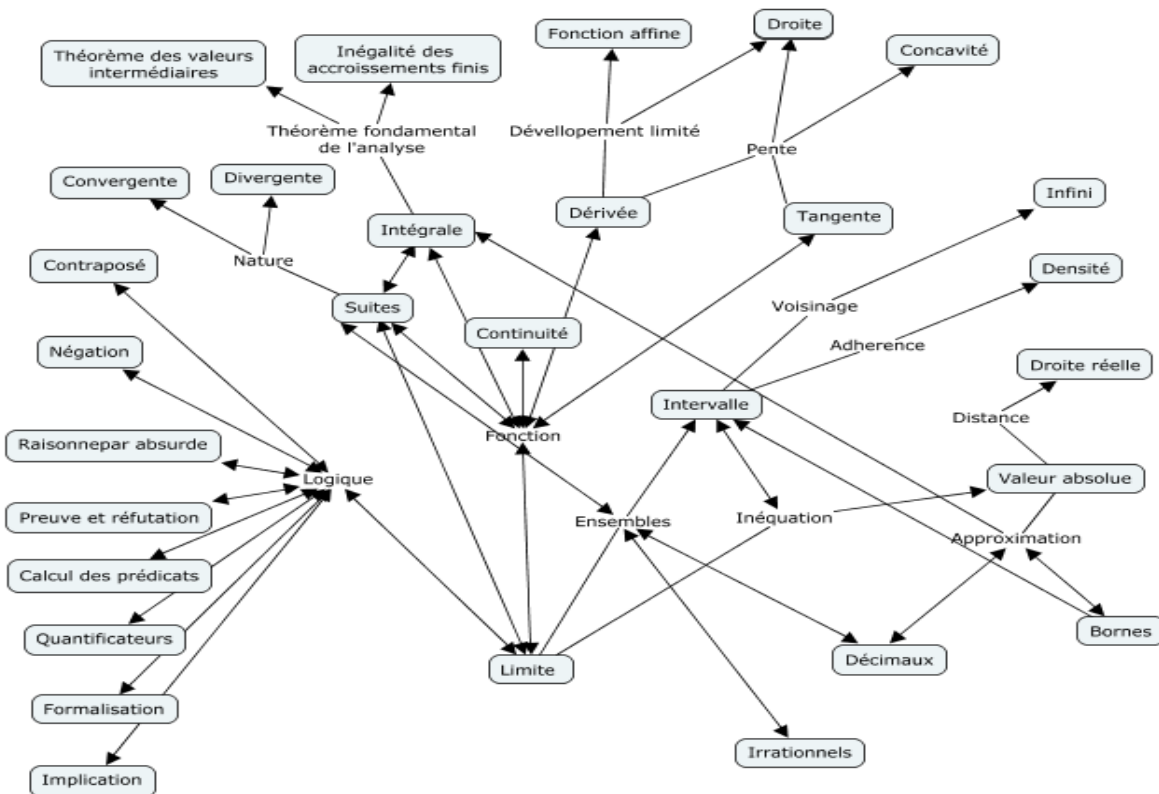 Fonction affine
Droite
Concavité
Théorème des valeurs
intermédiaires
Inégalité des
accroissements finis
Théorème fondamental
de l'analyse
Dévellopement limité
Pente
Convergente
Divergente
Dérivée
Tangente
Infini
Intégrale
Nature
Contraposé
Densité
Suites
Voisinage
Continuité
Adherence
Négation
Droite réelle
Intervalle
Distance
Fonction
Raisonnepar absurde
Logique
Valeur absolue
Preuve et réfutation
Ensembles
Inéquation
Approximation
Calcul des prédicats
Quantificateurs
Bornes
Limite
Décimaux
Formalisation
Irrationnels
Implication